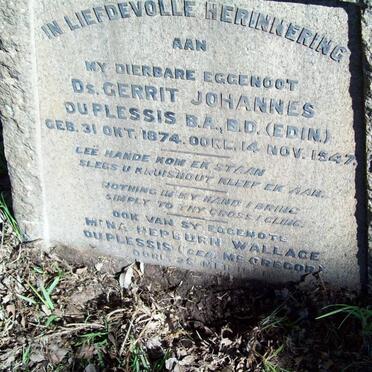 IN LIEFDEVOLLE HERINNERING
AAN
MY DIERBARE EGGENOOT
DS. GERRIT JOHANNES
DU PLESSIS B.A., B.D. (EDIN.)
GEB. 31 OKT. 1874. OORL. 14 NOV. 1947.
LEË HANDE KOM EK STAAN
SLEGS U KRUISHOUT KLEEF EK AAN.
NOTHING IN MY HAND I BRING
SIMPLY TO THY CROSS I CLING.
OOK VAN SY EGGENOTE
HEPBURN WALLACE
DU PLESSIS (GEB. MC GREGOR)